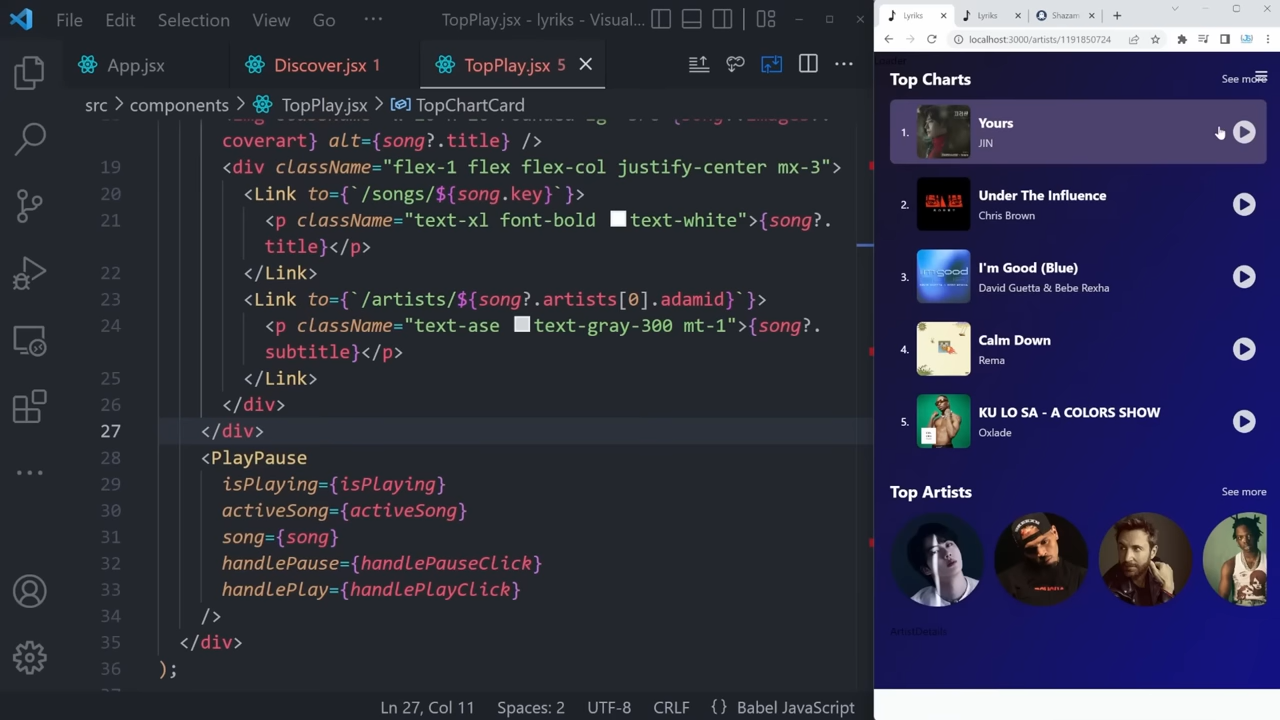 File Edit Selection View Go ··· TopPlay.jsx - lyriks - Visual...
App.jsx Discover.jsx 1 TopPlay.jsx 5
src > components > TopPlay.jsx > TopChartCard
coverart} alt={song?.title} />
19 <div className="flex-1 flex flex-col justify-center mx-3">
20 <Link to={`/songs/${song.key}`}>
21 <p className="text-xl font-bold text-white">{song?.
title}</p>
22 </Link>
23 <Link to={`/artists/${song?.artists[0].adamid}`}>
24 <p className="text-ase text-gray-300 mt-1">{song?.
subtitle}</p>
25 </Link>
26 </div>
27 </div>
28 <PlayPause
29 isPlaying={isPlaying}
30 activeSong={activeSong}
31 song={song}
32 handlePause={handlePauseClick}
33 handlePlay={handlePlayClick}
34 />
35 </div>
36 );
Ln 27, Col 11 Spaces: 2 UTF-8 CRLF {} Babel JavaScript
Lyriks Lyriks Shazam
localhost:3000/artists/1191850724
Loader
Top Charts See more
1. Yours
JIN
2. Under The Influence
Chris Brown
3. I'm Good (Blue)
David Guetta & Bebe Rexha
4. Calm Down
Rema
5. KU LO SA - A COLORS SHOW
Oxlade
Top Artists See more
ArtistDetails